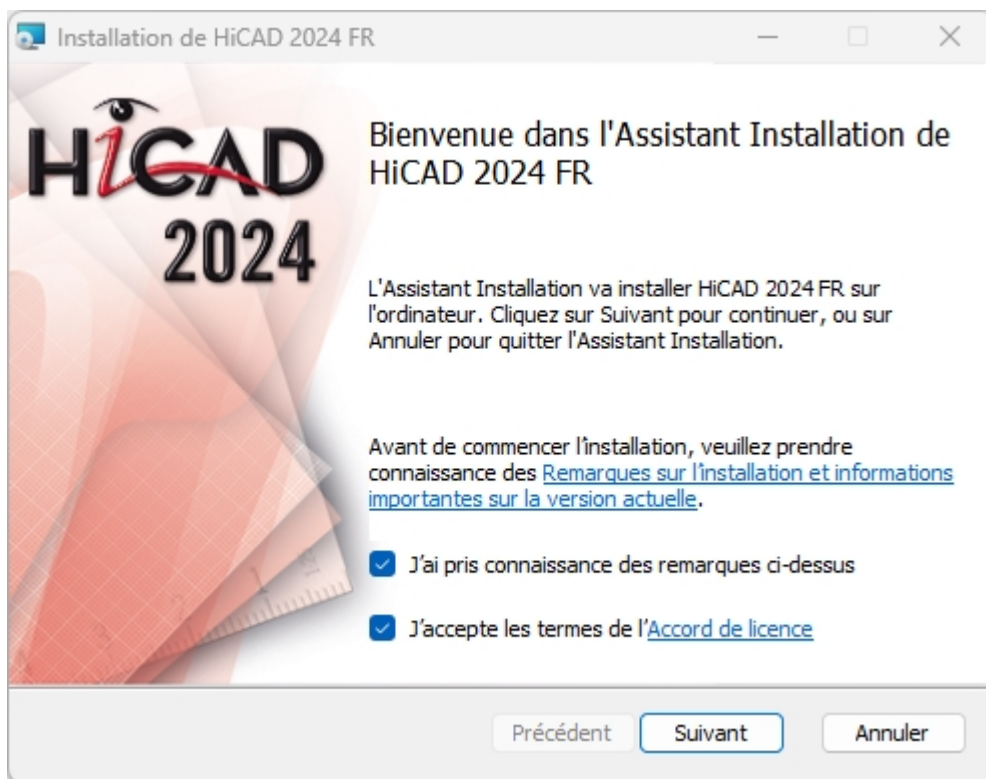 Installation de HiCAD 2024 FR
HiCAD
2024
Bienvenue dans l'Assistant Installation de
HiCAD 2024 FR
L'Assistant Installation va installer HiCAD 2024 FR sur
l'ordinateur. Cliquez sur Suivant pour continuer, ou sur
Annuler pour quitter l'Assistant Installation.
Avant de commencer l'installation, veuillez prendre
connaissance des Remarques sur l'installation et informations
importantes sur la version actuelle.
J'ai pris connaissance des remarques ci-dessus
J'accepte les termes de l'Accord de licence
Précédent Suivant Annuler